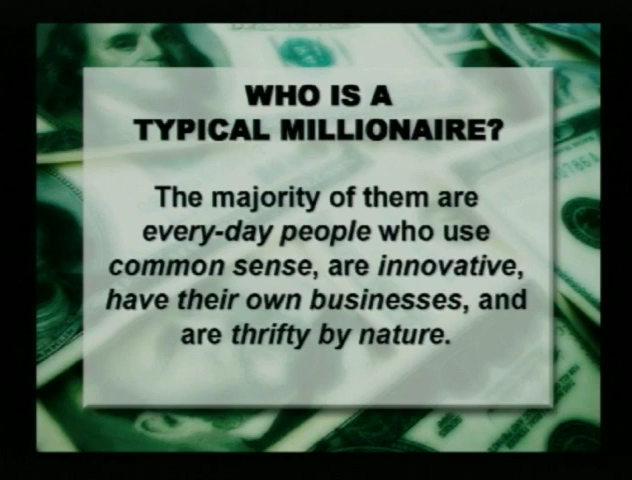 WHO IS A
TYPICAL MILLIONAIRE?
The majority of them are
every-day people who use
common sense, are innovative,
have their own businesses, and
are thrifty by nature.